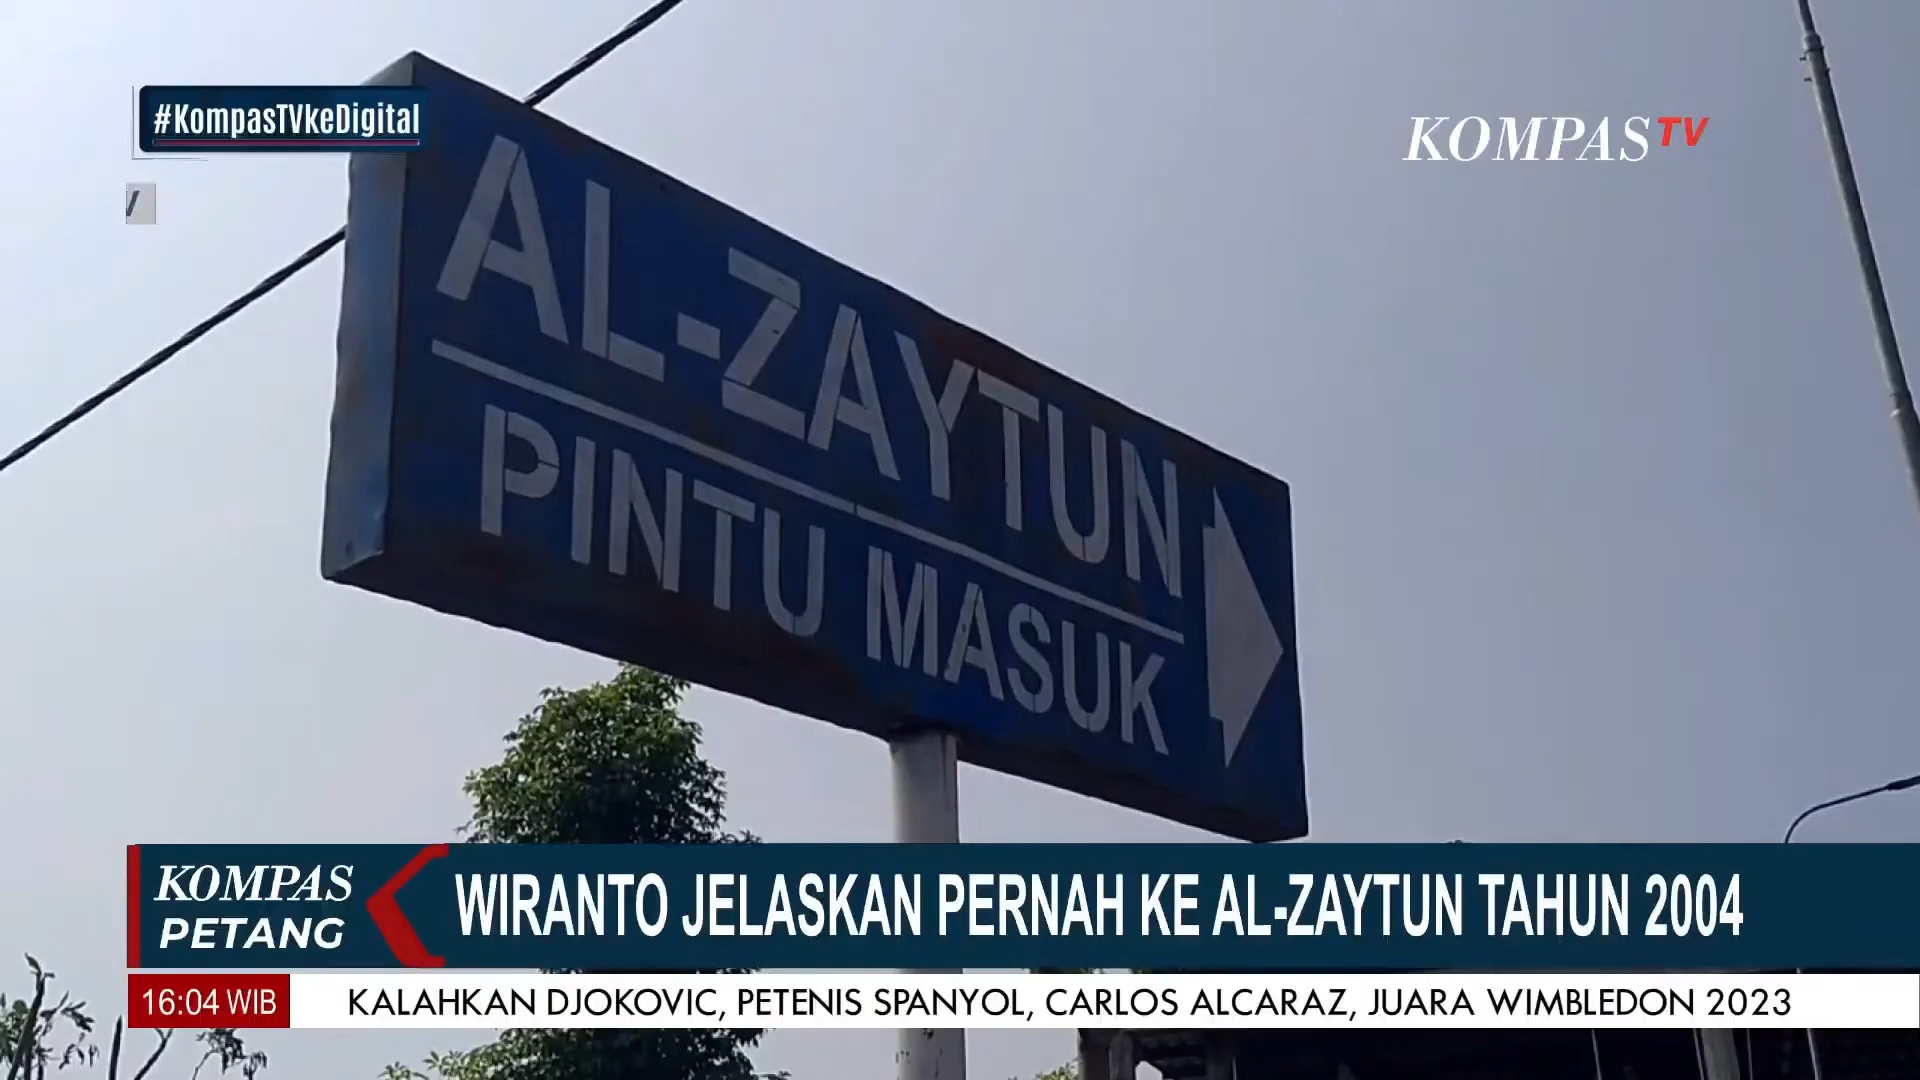 #KompasTVkeDigital
KOMPAS TV
AL-ZAYTUN
PINTU MASUK
KOMPAS
PETANG
WIRANTO JELASKAN PERNAH KE AL-ZAYTUN TAHUN 2004
16:04 WIB
KALAHKAN DJOKOVIC, PETENIS SPANYOL, CARLOS ALCARAZ, JUARA WIMBLEDON 2023